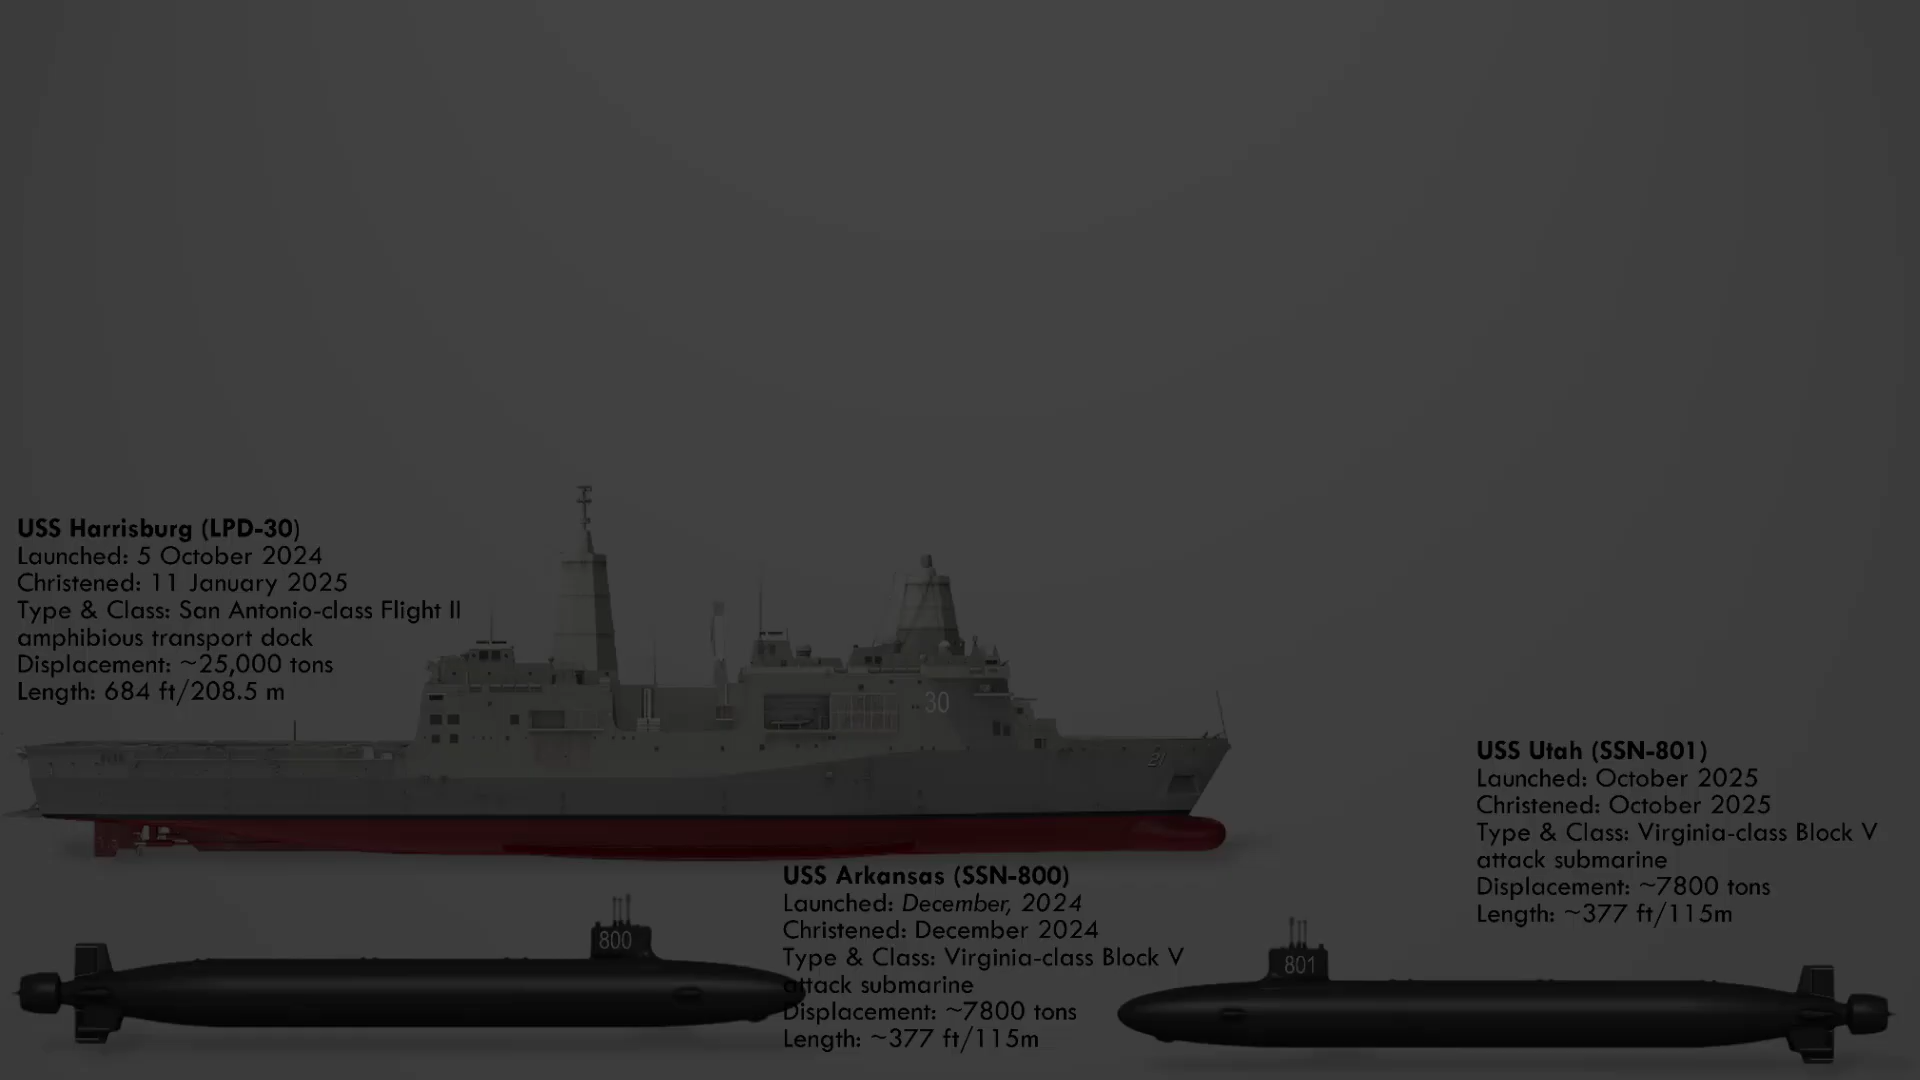 USS Harrisburg (LPD-30)
Launched: 5 October 2024
Christened: 11 January 2025
Type & Class: San Antonio-class Flight II
amphibious transport dock
Displacement: ~25,000 tons
Length: 684 ft/208.5 m
30
21
USS Utah (SSN-801)
Launched: October 2025
Christened: October 2025
Type & Class: Virginia-class Block V
attack submarine
Displacement: ~7800 tons
Length: ~377 ft/115m
USS Arkansas (SSN-800)
Launched: December, 2024
Christened: December 2024
Type & Class: Virginia-class Block V
attack submarine
Displacement: ~7800 tons
Length: ~377 ft/115m
800
801